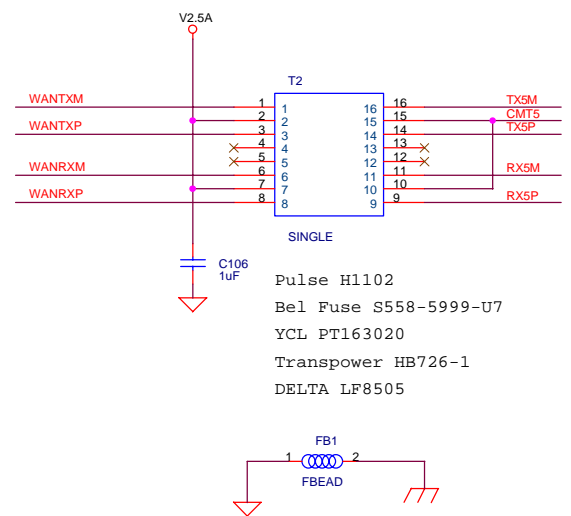 V2.5A
T2
WANTXM 1 1 16 16 TX5M
2 2 15 15 CMT5
WANTXP 3 3 14 14 TX5P
4 4 13 13
5 5 12 12
WANRXM 6 6 11 11 RX5M
7 7 10 10
WANRXP 8 8 9 9 RX5P
SINGLE
C106
1uF
Pulse H1102
Bel Fuse S558-5999-U7
YCL PT163020
Transpower HB726-1
DELTA LF8505
FB1
1 2
FBEAD